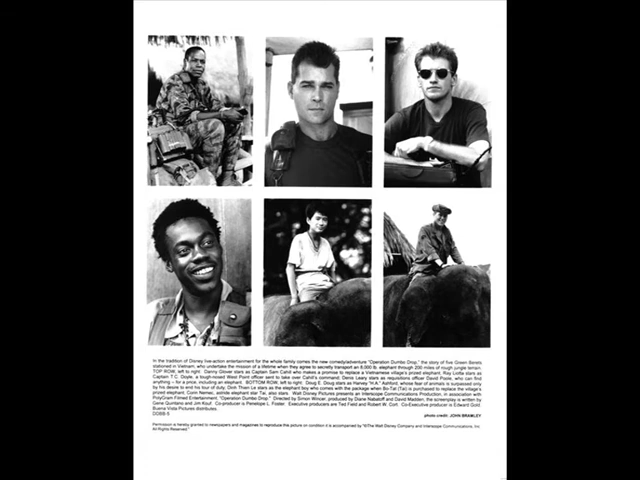 In the tradition of Disney live-action entertainment for the whole family comes the new comedy/adventure "Operation Dumbo Drop," the story of five Green Berets
stationed in Vietnam, who undertake the mission of a lifetime when they agree to secretly transport an 8,000 lb. elephant through 200 miles of rough jungle terrain.
TOP ROW, left to right: Danny Glover stars as Captain Sam Cahill who makes a promise to replace a Vietnamese village's prized elephant, Ray Liotta stars as
Captain T.C. Doyle, a tough-nosed West Point officer sent to take over Cahill's command, Denis Leary stars as requisitions officer David Poole, who can find
anything -- for a price, including an elephant. BOTTOM ROW, left to right: Doug E. Doug stars as Harvey "H.A." Ashford, whose fear of animals is surpassed only
by his desire to end his tour of duty, Dinh Thien Le stars as the elephant boy who comes with the package when Bo-Tat (Tai) is purchased to replace the village's
prized elephant, Corin Nemec, astride elephant star Tai, also stars. Walt Disney Pictures presents an Interscope Communications Production, in association with
PolyGram Filmed Entertainment, "Operation Dumbo Drop." Directed by Simon Wincer, produced by Diane Nabatoff and David Madden, the screenplay is written by
Gene Quintano and Jim Kouf. Co-producer is Penelope L. Foster. Executive producers are Ted Field and Robert W. Cort. Co-Executive producer is Edward Gold.
Buena Vista Pictures distributes.
DDBB-5
photo credit: JOHN BRAMLEY
Permission is hereby granted to newspapers and magazines to reproduce this picture on condition it is accompanied by "©The Walt Disney Company and Interscope Communications, Inc.
All Rights Reserved."